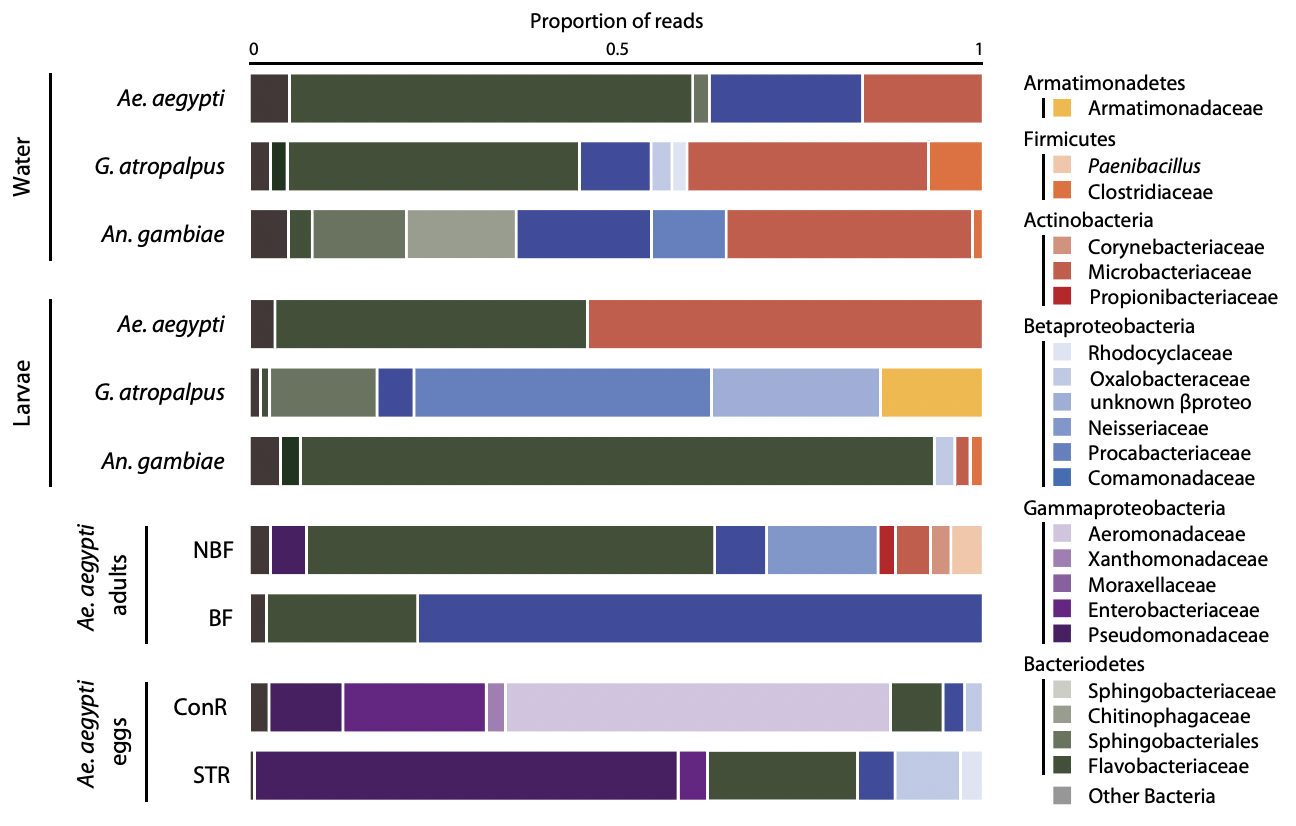 Proportion of reads
0 0.5 1
Water
Ae. aegypti
G. atropalpus
An. gambiae
Larvae
Ae. aegypti
G. atropalpus
An. gambiae
Ae. aegypti
adults
NBF
BF
Ae. aegypti
eggs
ConR
STR
Armatimonadetes
Armatimonadaceae
Firmicutes
Paenibacillus
Clostridiaceae
Actinobacteria
Corynebacteriaceae
Microbacteriaceae
Propionibacteriaceae
Betaproteobacteria
Rhodocyclaceae
Oxalobacteraceae
unknown βproteo
Neisseriaceae
Procabacteriaceae
Comamonadaceae
Gammaproteobacteria
Aeromonadaceae
Xanthomonadaceae
Moraxellaceae
Enterobacteriaceae
Pseudomonadaceae
Bacteriodetes
Sphingobacteriaceae
Chitinophagaceae
Sphingobacteriales
Flavobacteriaceae
Other Bacteria